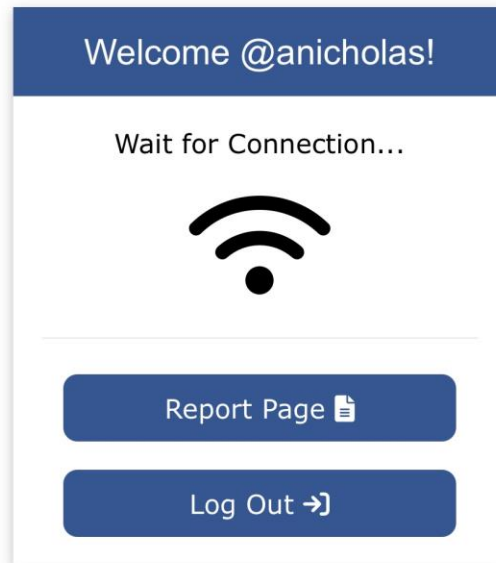 Welcome @anicholas!
Wait for Connection...
Report Page
Log Out